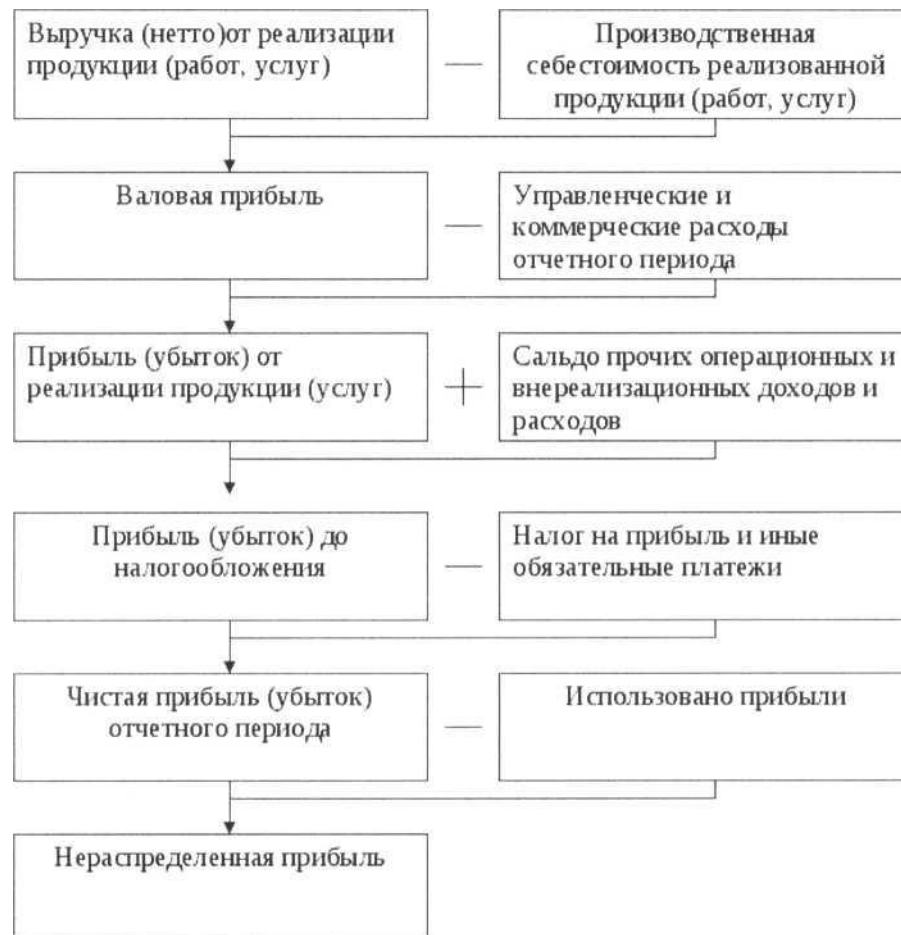 Выручка (нетто)от реализации
продукции (работ, услуг)
—
Производственная
себестоимость реализованной
продукции (работ, услуг)
Валовая прибыль
—
Управленческие и
коммерческие расходы
отчетного периода
Прибыль (убыток) от
реализации продукции (услуг)
+
Сальдо прочих операционных и
внереализационных доходов и
расходов
Прибыль (убыток) до
налогообложения
—
Налог на прибыль и иные
обязательные платежи
Чистая прибыль (убыток)
отчетного периода
—
Использовано прибыли
Нераспределенная прибыль